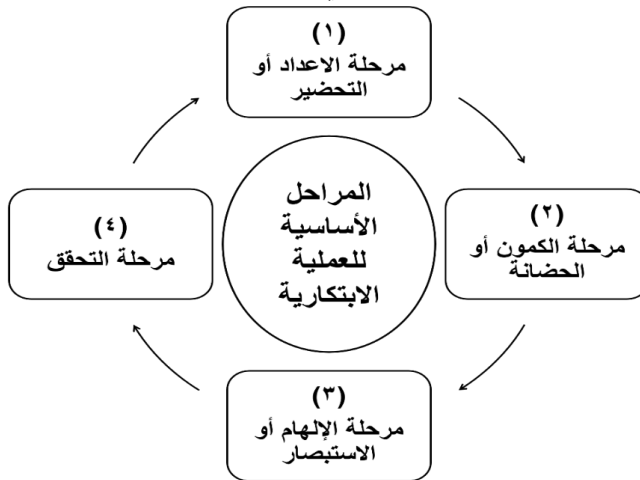 (١)
مرحلة الاعداد أو
التحضير
المراحل
الأساسية
للعملية
الابتكارية
(٢)
مرحلة الكمون أو
الحضانة
(٣)
مرحلة الإلهام أو
الاستبصار
(٤)
مرحلة التحقق